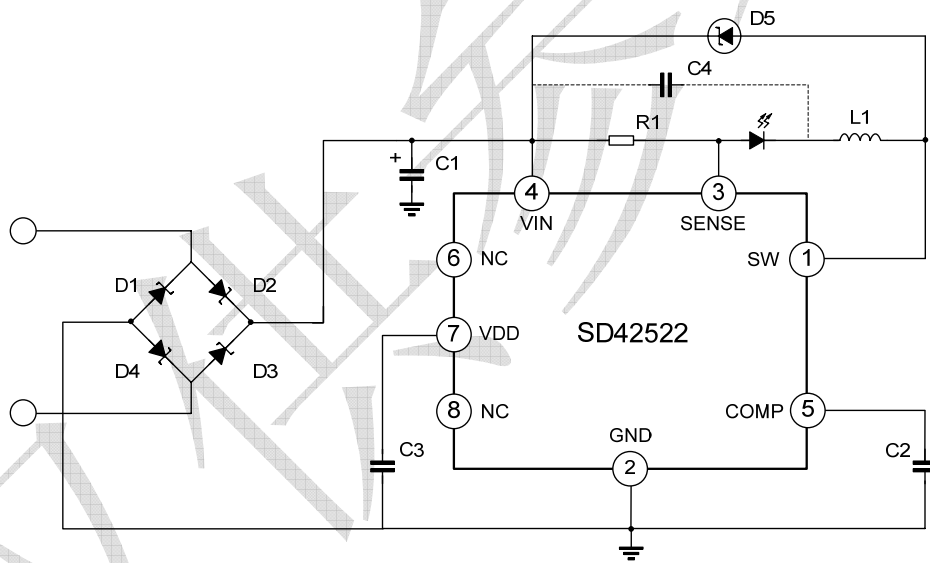 D5
C4
R1
L1
+
C1
4
3
VIN
SENSE
6
NC
SW
1
D1
D2
7
VDD
SD42522
D4
D3
8
NC
COMP
5
GND
C3
2
C2